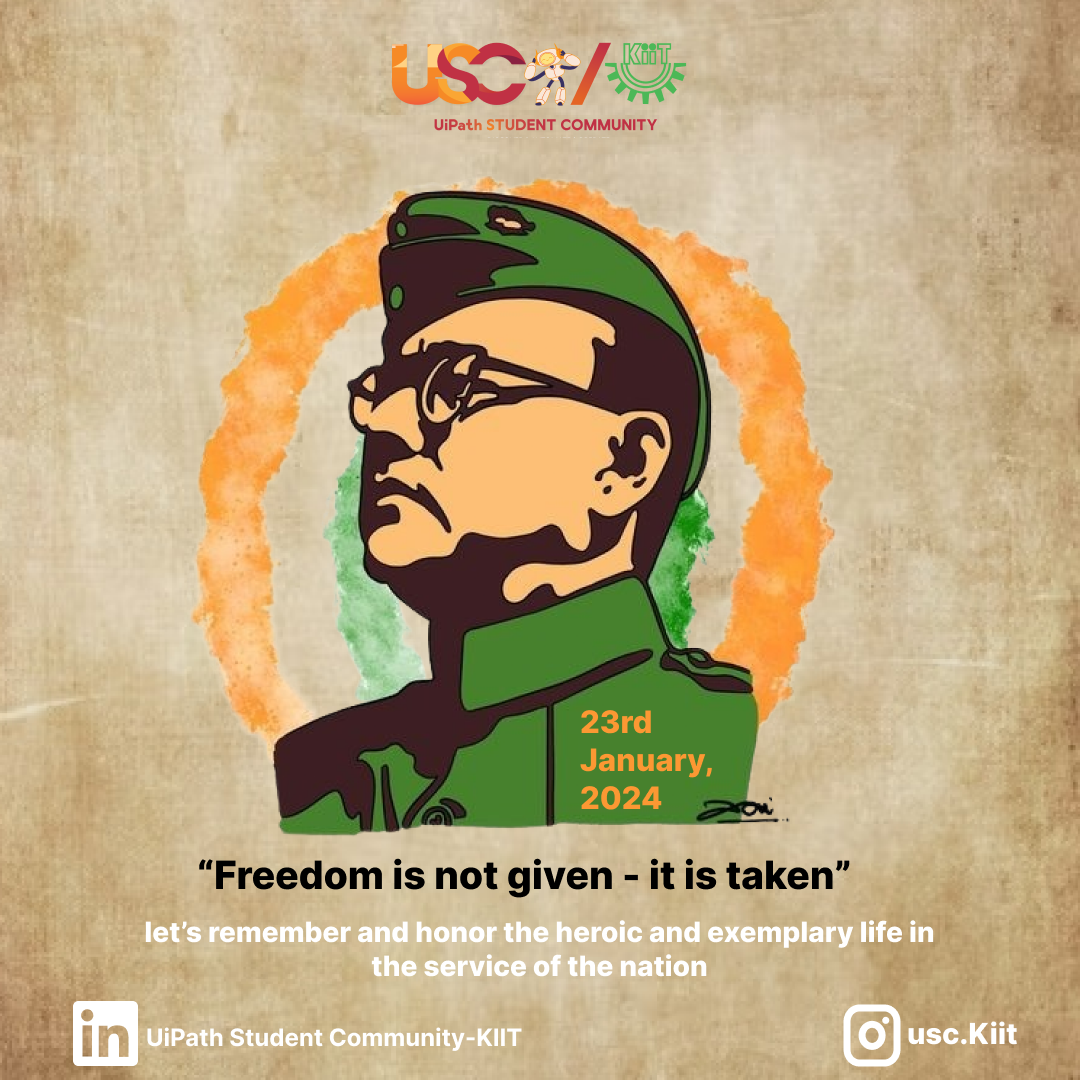 USC/KiiT
UiPath STUDENT COMMUNITY
23rd
January,
2024
“Freedom is not given - it is taken”
let’s remember and honor the heroic and exemplary life in
the service of the nation
UiPath Student Community-KIIT
usc.Kiit